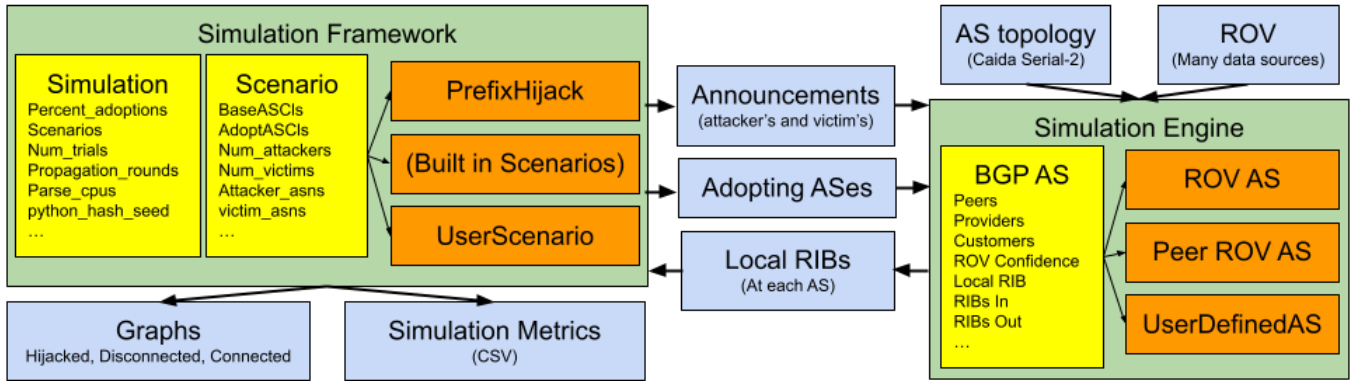 Simulation Framework
Simulation
Percent_adoptions
Scenarios
Num_trials
Propagation_rounds
Parse_cpus
python_hash_seed
…
Scenario
BaseASCls
AdoptASCls
Num_attackers
Num_victims
Attacker_asns
victim_asns
…
PrefixHijack
(Built in Scenarios)
UserScenario
Announcements
(attacker's and victim's)
Adopting ASes
Local RIBs
(At each AS)
AS topology
(Caida Serial-2)
ROV
(Many data sources)
Simulation Engine
BGP AS
Peers
Providers
Customers
ROV Confidence
Local RIB
RIBs In
RIBs Out
…
ROV AS
Peer ROV AS
UserDefinedAS
Graphs
Hijacked, Disconnected, Connected
Simulation Metrics
(CSV)